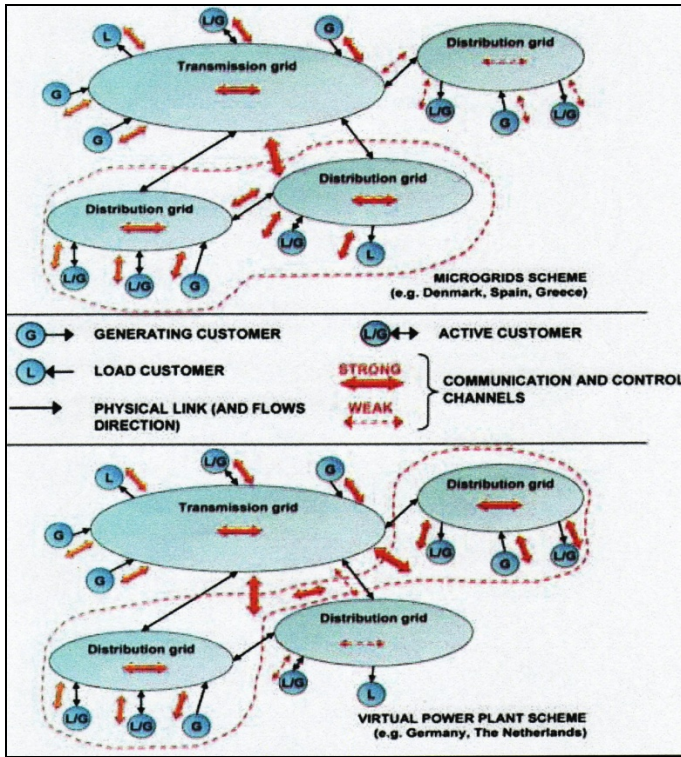 L
L/G
G
G
G
Transmission grid
Distribution grid
L/G
G
L/G
Distribution grid
L/G
L/G
G
Distribution grid
L/G
L
MICROGRIDS SCHEME
(e.g. Denmark, Spain, Greece)
G
GENERATING CUSTOMER
L/G
ACTIVE CUSTOMER
L
LOAD CUSTOMER
PHYSICAL LINK (AND FLOWS
DIRECTION)
STRONG
WEAK
COMMUNICATION AND CONTROL
CHANNELS
L
L/G
G
G
G
Transmission grid
Distribution grid
L/G
G
L/G
Distribution grid
L/G
L/G
G
Distribution grid
L/G
L
VIRTUAL POWER PLANT SCHEME
(e.g. Germany, The Netherlands)